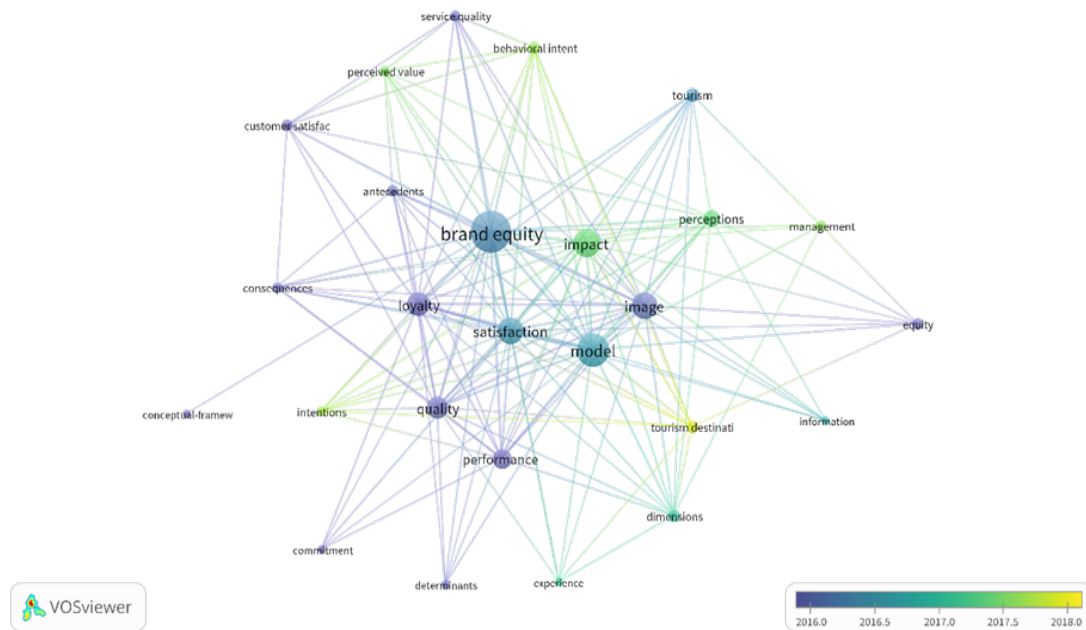 service quality
behavioral intent
perceived value
tourism
customer satisfac
antecedents
perceptions
management
brand equity
impact
consequences
loyalty
image
equity
satisfaction
model
conceptual-framew
intentions
quality
tourism destinati
information
performance
dimensions
commitment
determinants
experience
VOSviewer
2016.0 2016.5 2017.0 2017.5 2018.0